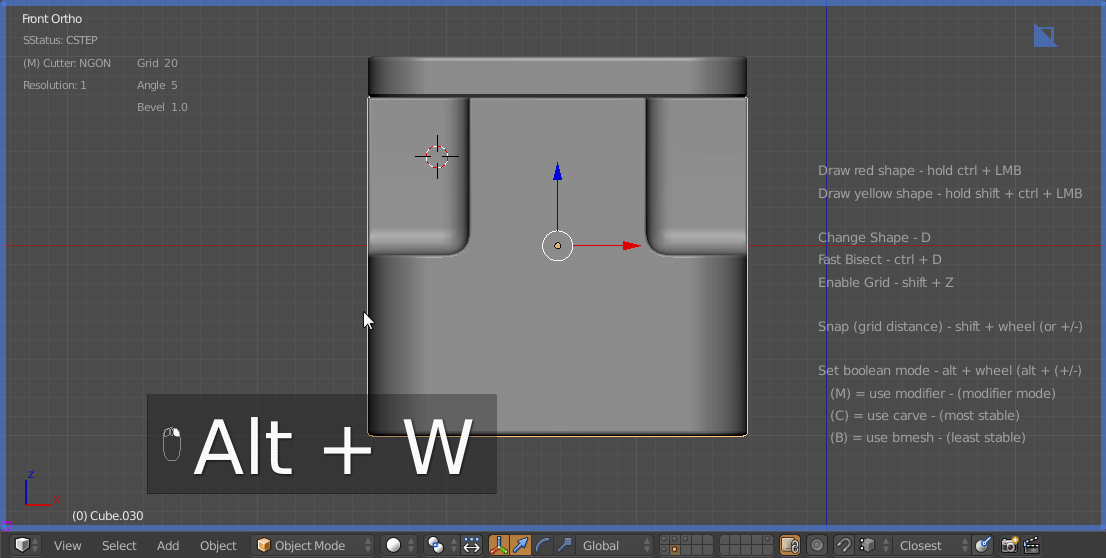 Front Ortho
SStatus: CSTEP
(M) Cutter: NGON
Grid 20
Resolution: 1
Angle 5
Bevel 1.0
Draw red shape - hold ctrl + LMB
Draw yellow shape - hold shift + ctrl + LMB
Change Shape - D
Fast Bisect - ctrl + D
Enable Grid - shift + Z
Snap (grid distance) - shift + wheel (or +/-)
Set boolean mode - alt + wheel (alt + (+/-)
(M) = use modifier - (modifier mode)
(C) = use carve - (most stable)
(B) = use bmesh - (least stable)
Alt + W
z
x
(0) Cube.030
View Select Add Object Object Mode Global Closest